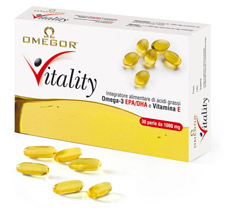 OMEGOR
Vitality
Integratore alimentare di acidi grassi
Omega-3 EPA/DHA e Vitamina E
30 perle da 1000 mg